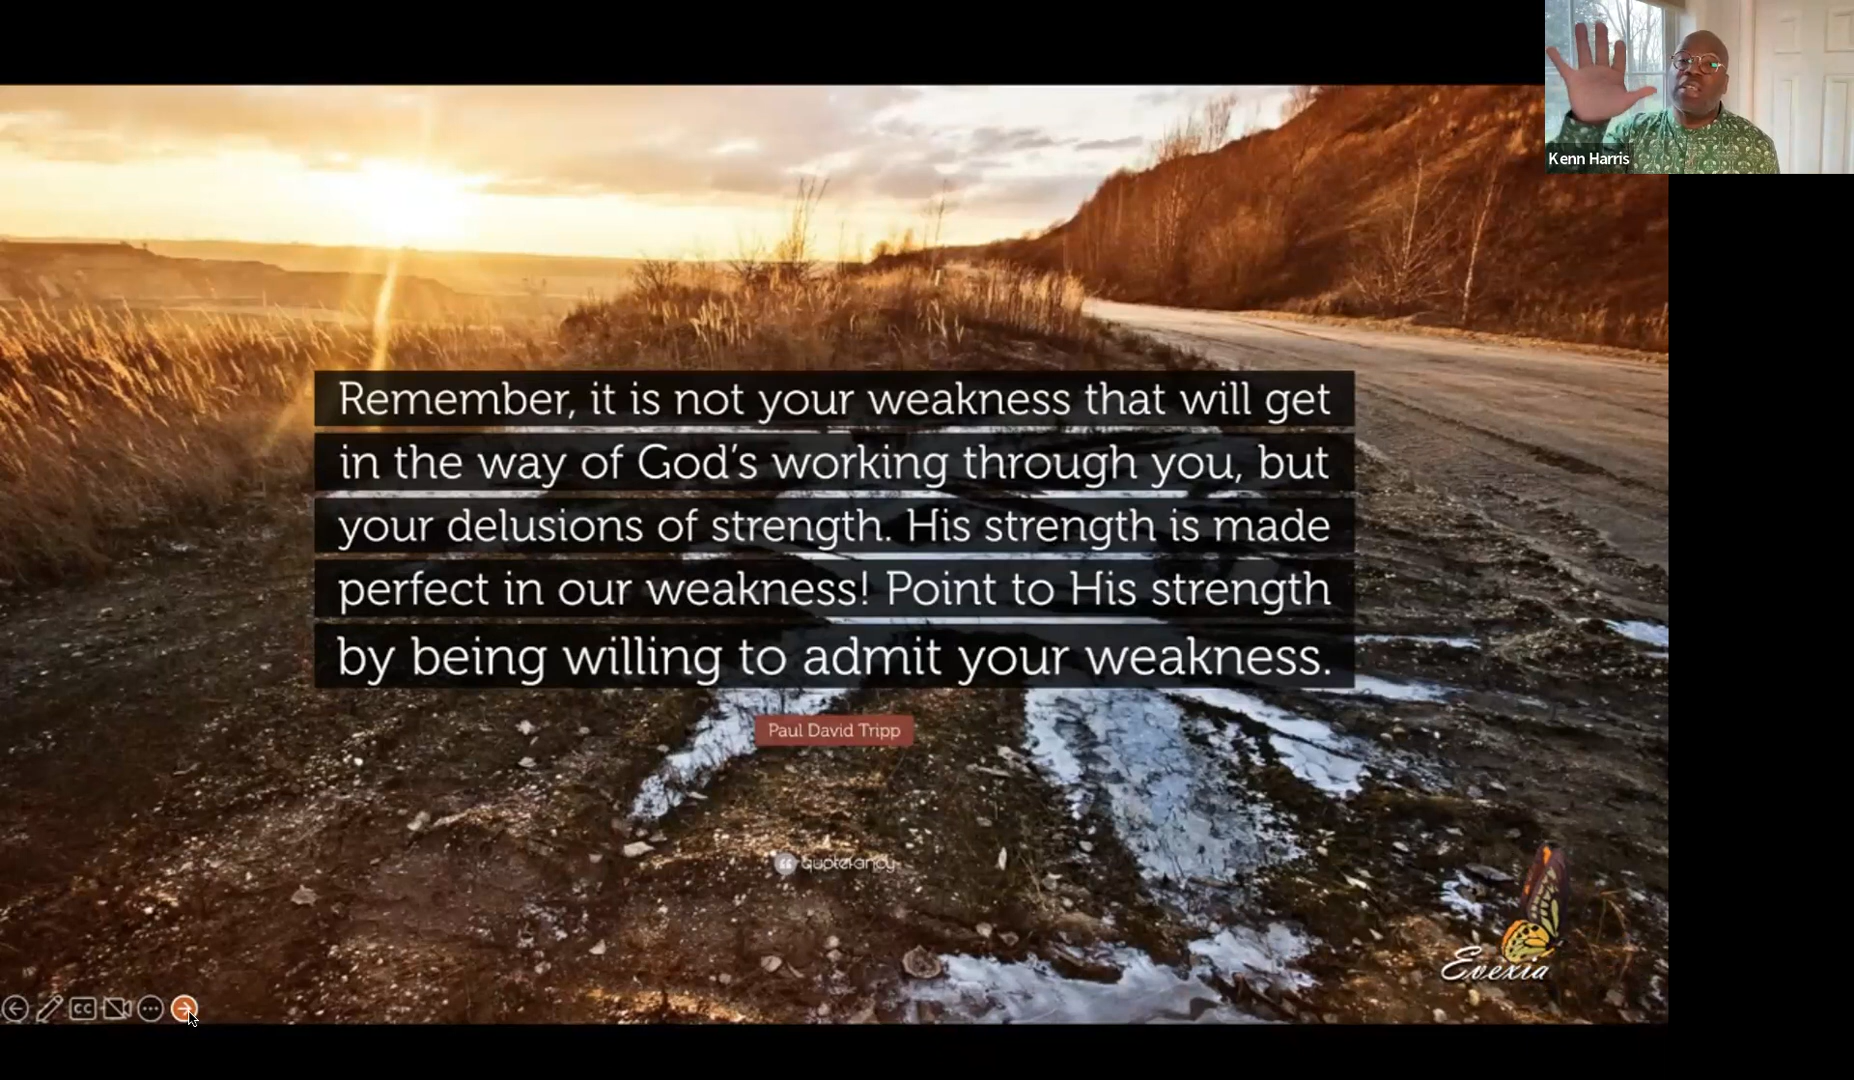 Kenn Harris
Remember, it is not your weakness that will get
in the way of God's working through you, but
your delusions of strength. His strength is made
perfect in our weakness! Point to His strength
by being willing to admit your weakness.
Paul David Tripp
quotefancy
Evexia
CC